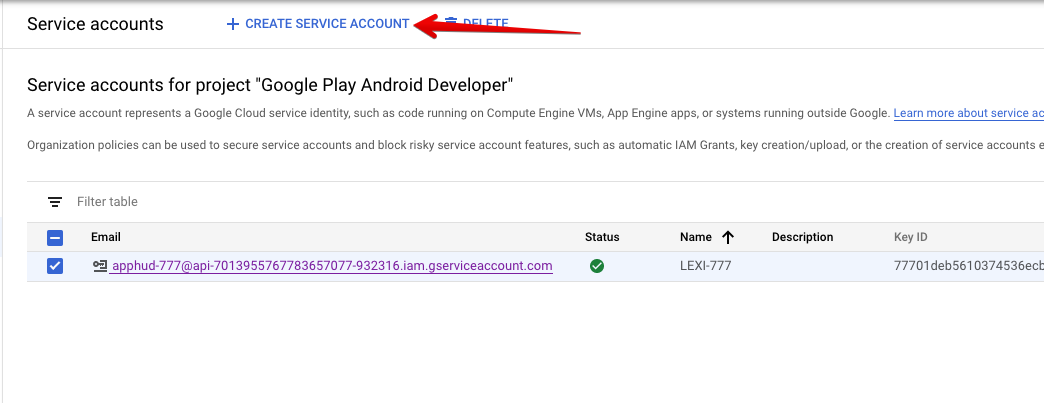 Service accounts
+ CREATE SERVICE ACCOUNT
DELETE
Service accounts for project "Google Play Android Developer"
A service account represents a Google Cloud service identity, such as code running on Compute Engine VMs, App Engine apps, or systems running outside Google. Learn more about service ac
Organization policies can be used to secure service accounts and block risky service account features, such as automatic IAM Grants, key creation/upload, or the creation of service accounts e
Filter table
Email Status Name Description Key ID
apphud-777@api-7013955767783657077-932316.iam.gserviceaccount.com LEXI-777 77701deb5610374536ecb